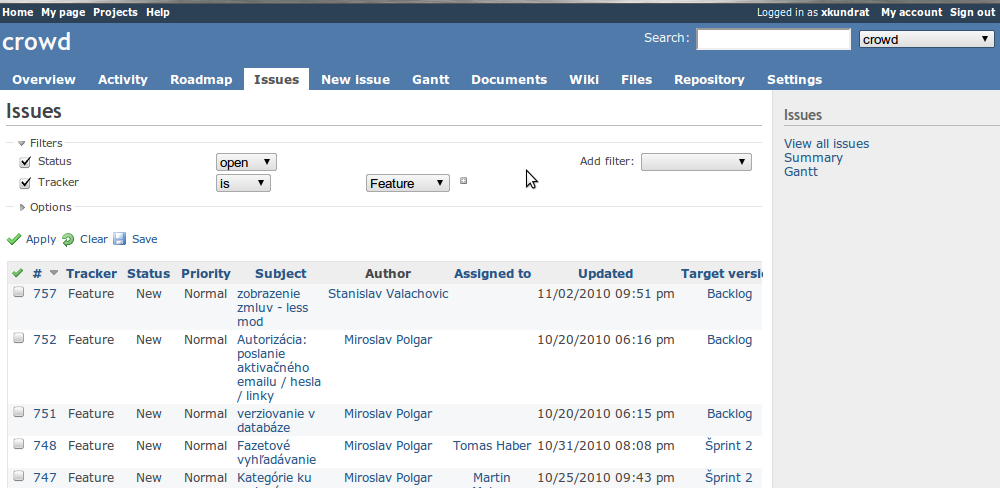 Home My page Projects Help Logged in as xkundrat My account Sign out
crowd Search: crowd
Overview Activity Roadmap Issues New issue Gantt Documents Wiki Files Repository Settings
Issues
Filters
Status open Add filter:
Tracker is Feature
Options
Apply Clear Save
# Tracker Status Priority Subject Author Assigned to Updated Target versi
757 Feature New Normal zobrazenie Stanislav Valachovic 11/02/2010 09:51 pm Backlog
zmluv - less
mod
752 Feature New Normal Autorizácia: Miroslav Polgar 10/20/2010 06:16 pm Backlog
poslanie
aktivačného
emailu / hesla
/ linky
751 Feature New Normal verziovanie v Miroslav Polgar 10/20/2010 06:15 pm Backlog
databáze
748 Feature New Normal Fazetové Miroslav Polgar Tomas Haber 10/31/2010 08:08 pm Šprint 2
vyhľadávanie
747 Feature New Normal Kategórie ku Miroslav Polgar Martin 10/25/2010 09:43 pm Šprint 2
Issues
View all issues
Summary
Gantt